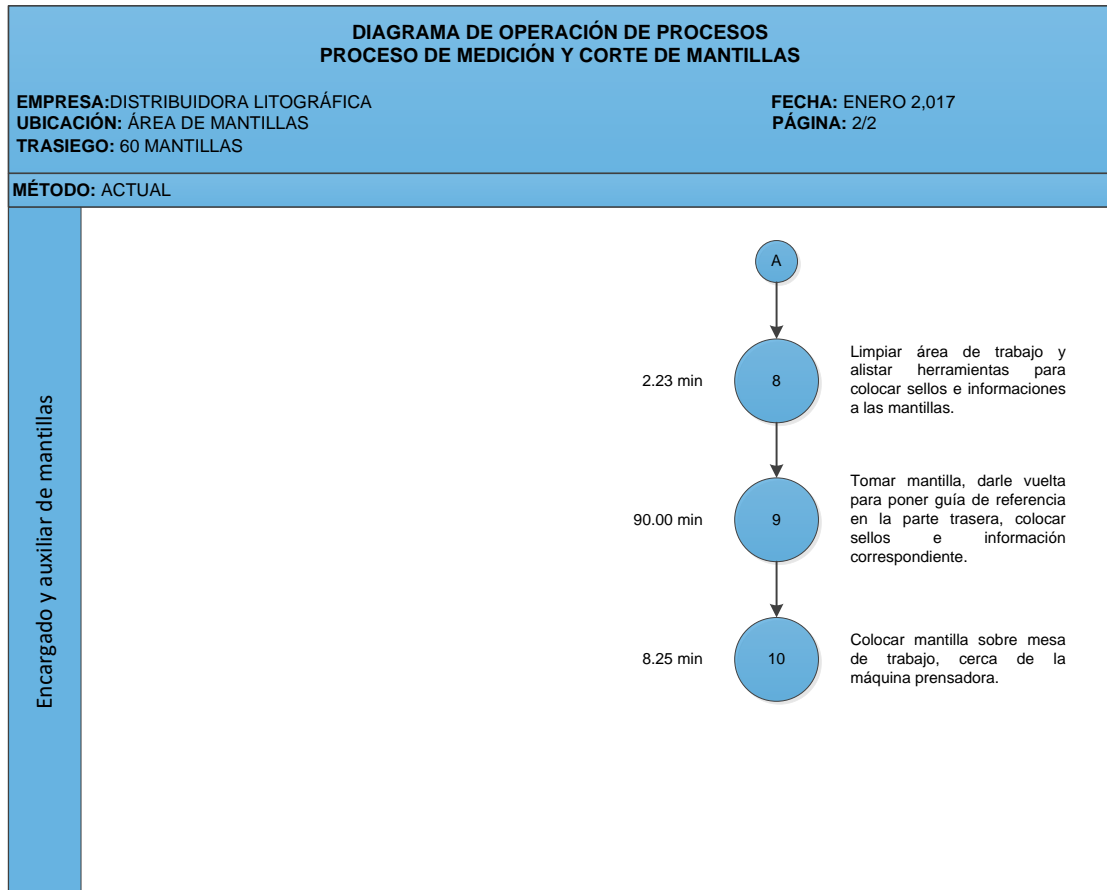 DIAGRAMA DE OPERACIÓN DE PROCESOS
PROCESO DE MEDICIÓN Y CORTE DE MANTILLAS
EMPRESA:DISTRIBUIDORA LITOGRÁFICA
FECHA: ENERO 2,017
UBICACIÓN: ÁREA DE MANTILLAS
PÁGINA: 2/2
TRASIEGO: 60 MANTILLAS
MÉTODO: ACTUAL
Encargado y auxiliar de mantillas
A
2.23 min
8
Limpiar área de trabajo y
alistar herramientas para
colocar sellos e informaciones
a las mantillas.
90.00 min
9
Tomar mantilla, darle vuelta
para poner guía de referencia
en la parte trasera, colocar
sellos e información
correspondiente.
8.25 min
10
Colocar mantilla sobre mesa
de trabajo, cerca de la
máquina prensadora.